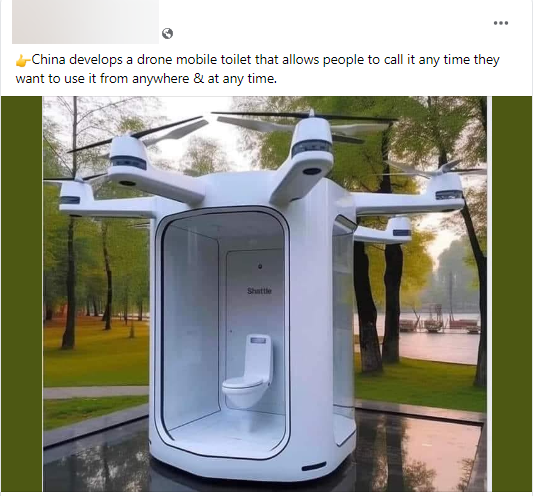 👉China develops a drone mobile toilet that allows people to call it any time they
want to use it from anywhere & at any time.
Shattle